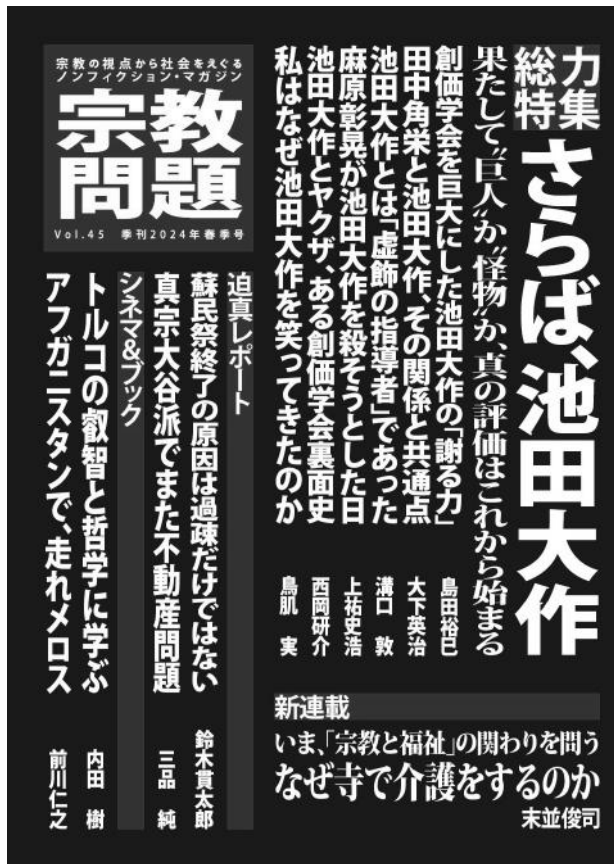 総力
特集
さらば、池田大作
果たして“巨人”か“怪物”か、真の評価はこれから始まる
創価学会を巨大にした池田大作の「謝る力」 島田裕巳
田中角栄と池田大作、その関係と共通点 大下英治
池田大作とは「虚飾の指導者」であった 溝口 敦
麻原彰晃が池田大作を殺そうとした日 上祐史浩
池田大作とヤクザ、ある創価学会裏面史 西岡研介
私はなぜ池田大作を笑ってきたのか 鳥肌 実
新連載
いま、「宗教と福祉」の関わりを問う
なぜ寺で介護をするのか
末並俊司
宗教の視点から社会をえぐる
ノンフィクション・マガジン
宗教
問題
Vol.45 季刊2024年春季号
迫真レポート
蘇民祭終了の原因は過疎だけではない 鈴木貫太郎
真宗大谷派でまた不動産問題 三品 純
シネマ&ブック
トルコの叡智と哲学に学ぶ 内田 樹
アフガニスタンで、走れメロス 前川仁之